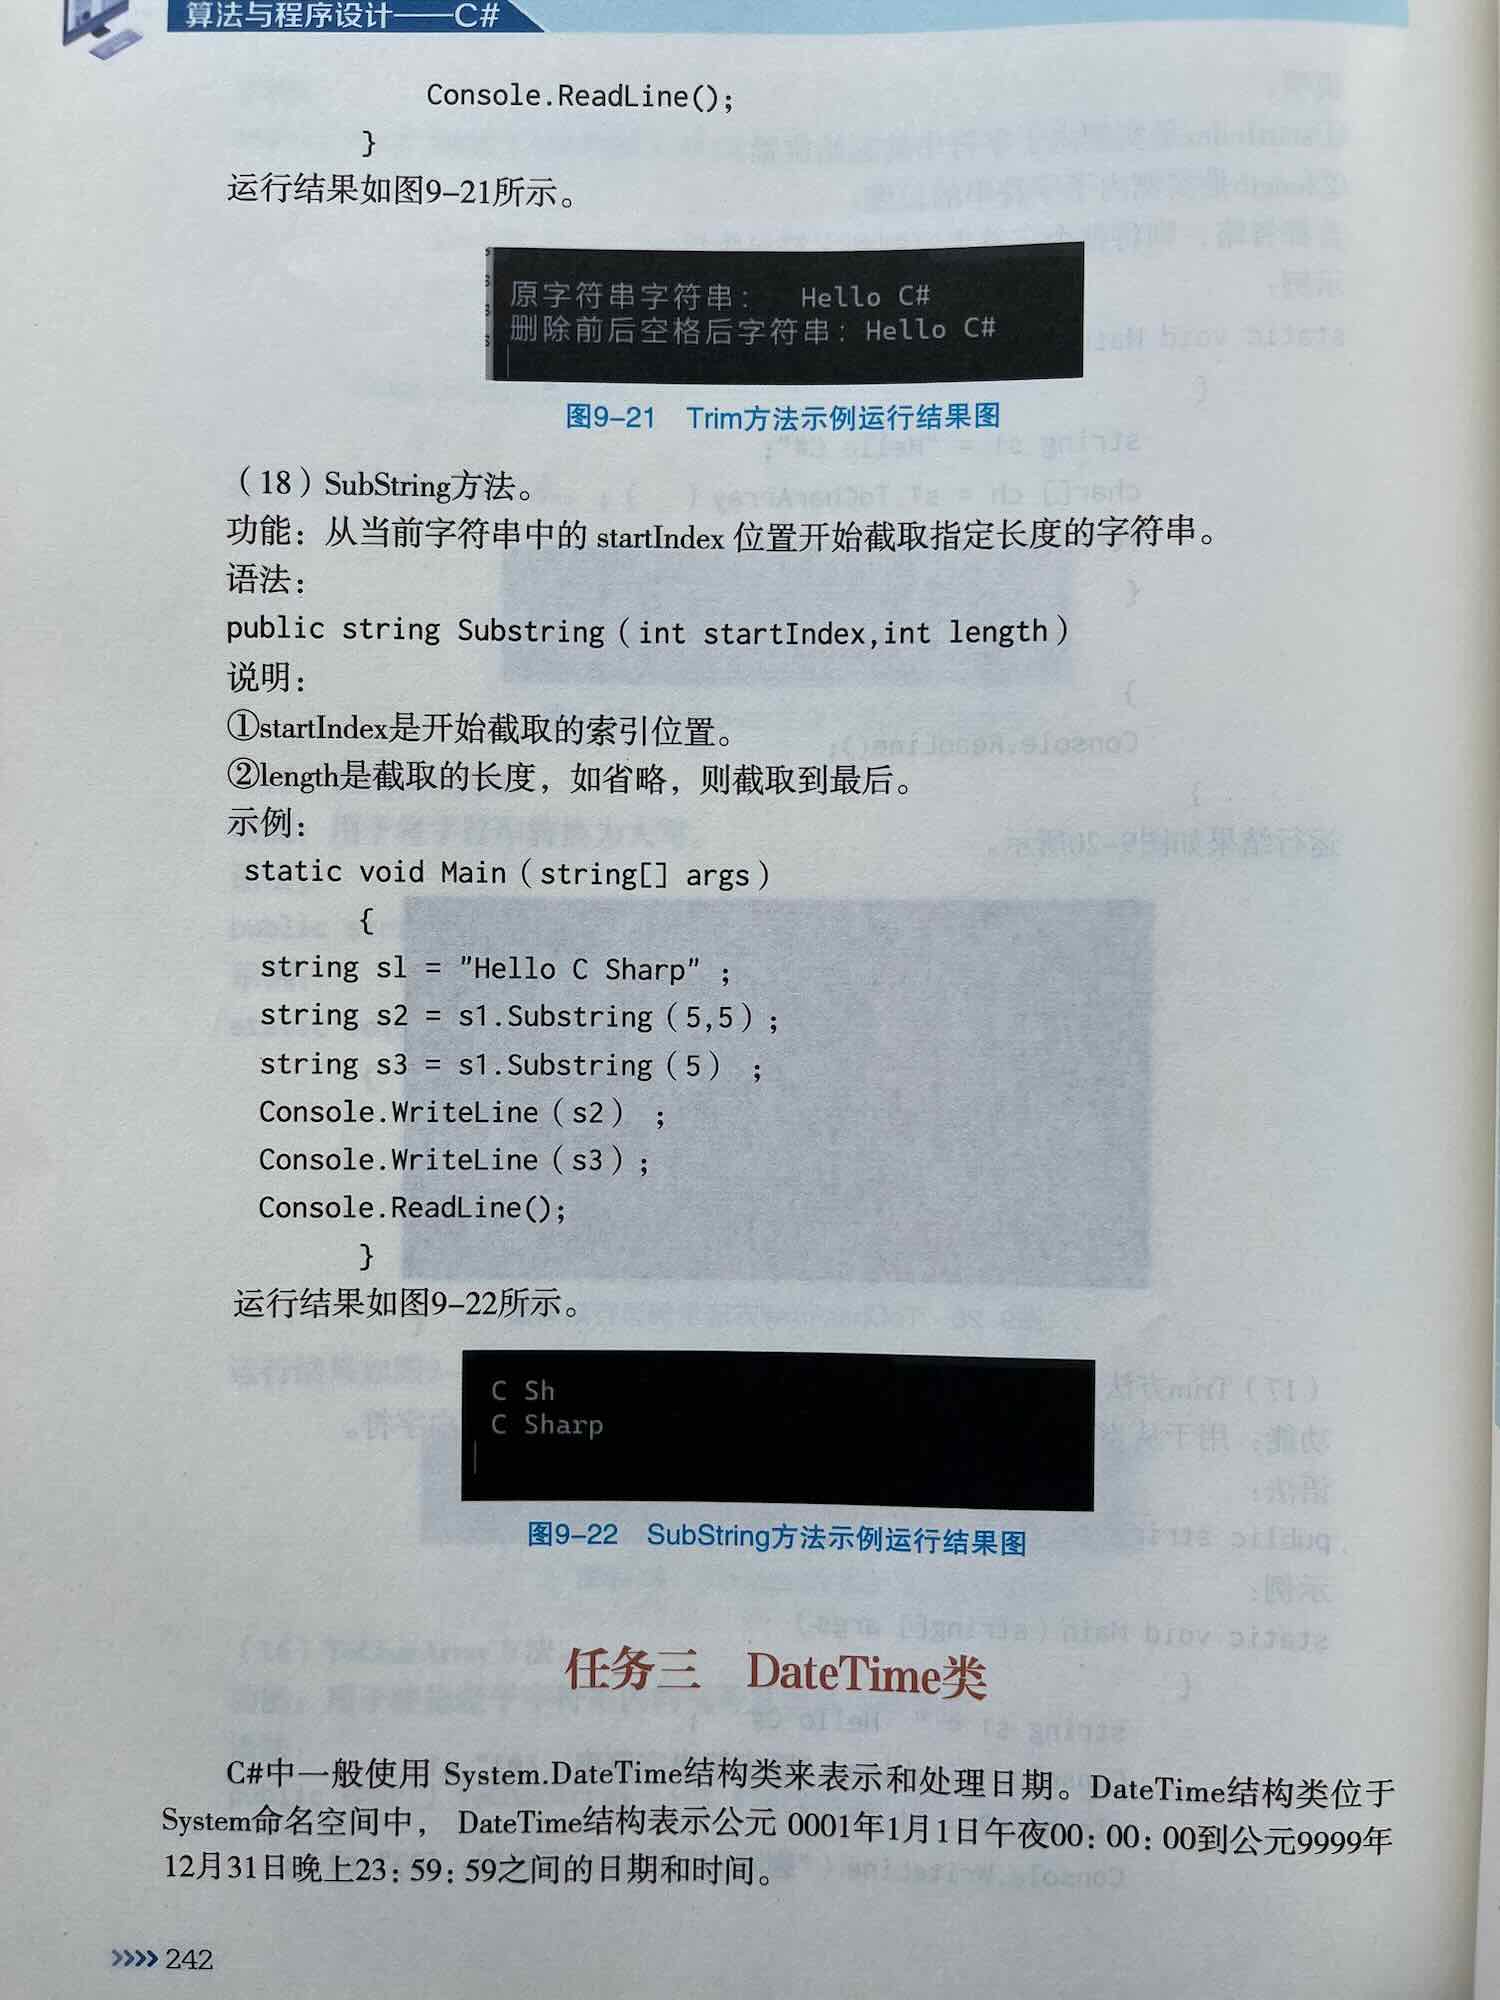 算法与程序设计——C#
Console.ReadLine();
}
运行结果如图9-21所示。
原字符串字符串:   Hello C#
删除前后空格后字符串:Hello C#
图9-21 Trim方法示例运行结果图
（18）SubString方法。
功能：从当前字符串中的 startIndex 位置开始截取指定长度的字符串。
语法：
public string Substring（int startIndex,int length）
说明：
①startIndex是开始截取的索引位置。
②length是截取的长度，如省略，则截取到最后。
示例：
static void Main（string[] args）
{
string sl = "Hello C Sharp" ;
string s2 = s1.Substring（5,5）;
string s3 = s1.Substring（5） ;
Console.WriteLine（s2） ;
Console.WriteLine（s3）;
Console.ReadLine();
}
运行结果如图9-22所示。
C Sh
C Sharp
图9-22 SubString方法示例运行结果图
任务三 DateTime类
C#中一般使用 System.DateTime结构类来表示和处理日期。DateTime结构类位于
System命名空间中， DateTime结构表示公元 0001年1月1日午夜00：00：00到公元9999年
12月31日晚上23：59：59之间的日期和时间。
>>>> 242